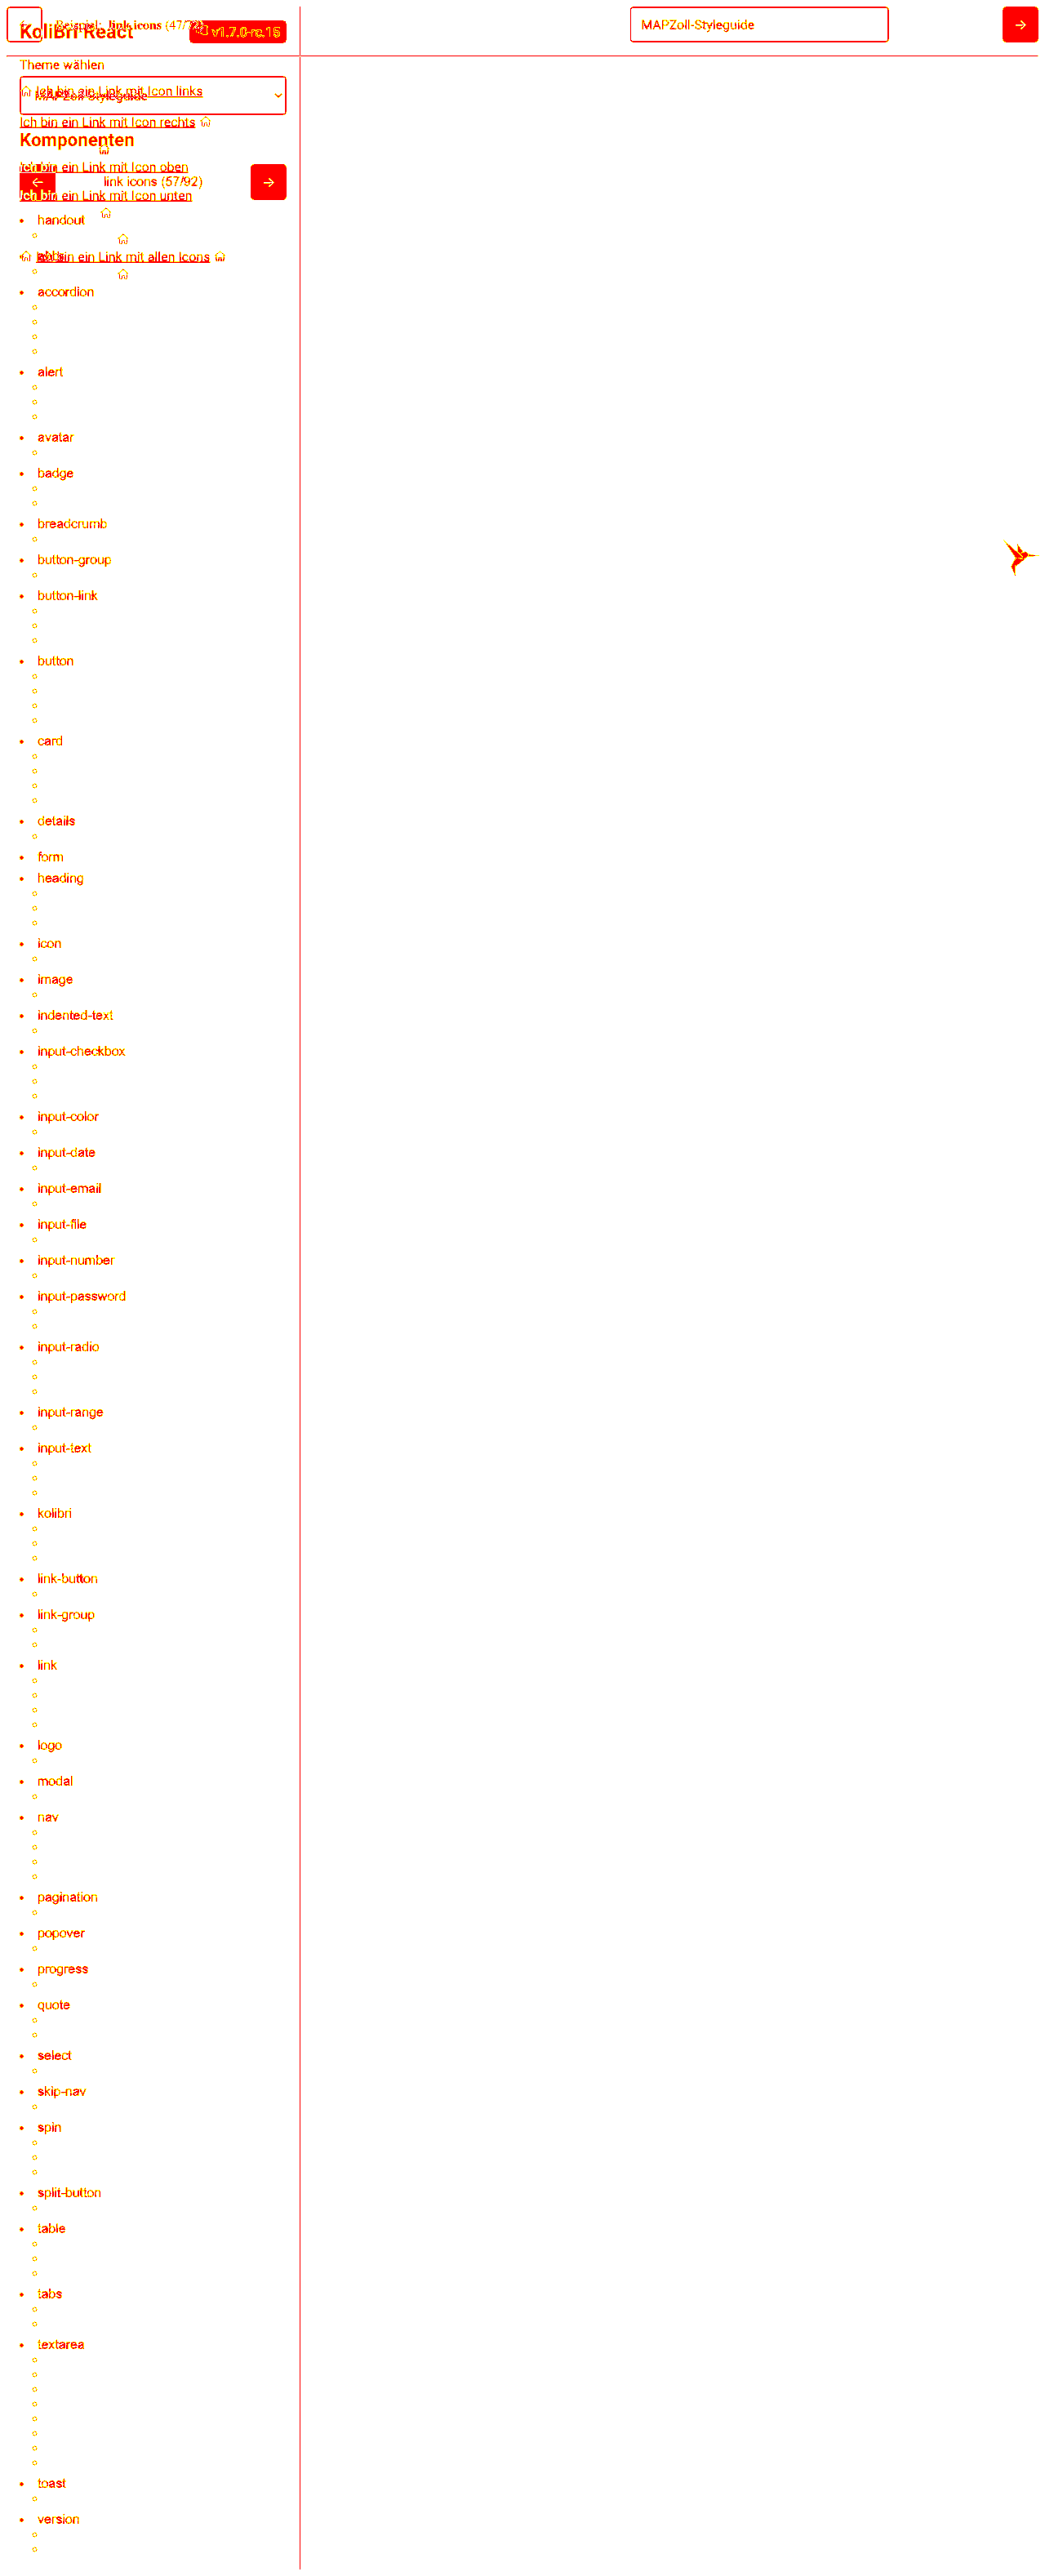 Beispiel: link icons (47/92)
MAPZoll-Styleguide
KoliBri React
v1.7.0-rc.15
Theme wählen
Ich bin ein Link mit Icon links
MAPZoll-Styleguide
Ich bin ein Link mit Icon rechts
Komponenten
Ich bin ein Link mit Icon oben
link icons (57/92)
Ich bin ein Link mit Icon unten
handout
abbr
Ich bin ein Link mit allen Icons
accordion
alert
avatar
badge
breadcrumb
button-group
button-link
button
card
details
form
heading
icon
image
indented-text
input-checkbox
input-color
input-date
input-email
input-file
input-number
input-password
input-radio
input-range
input-text
kolibri
link-button
link-group
link
logo
modal
nav
pagination
popover
progress
quote
select
skip-nav
spin
split-button
table
tabs
textarea
toast
version